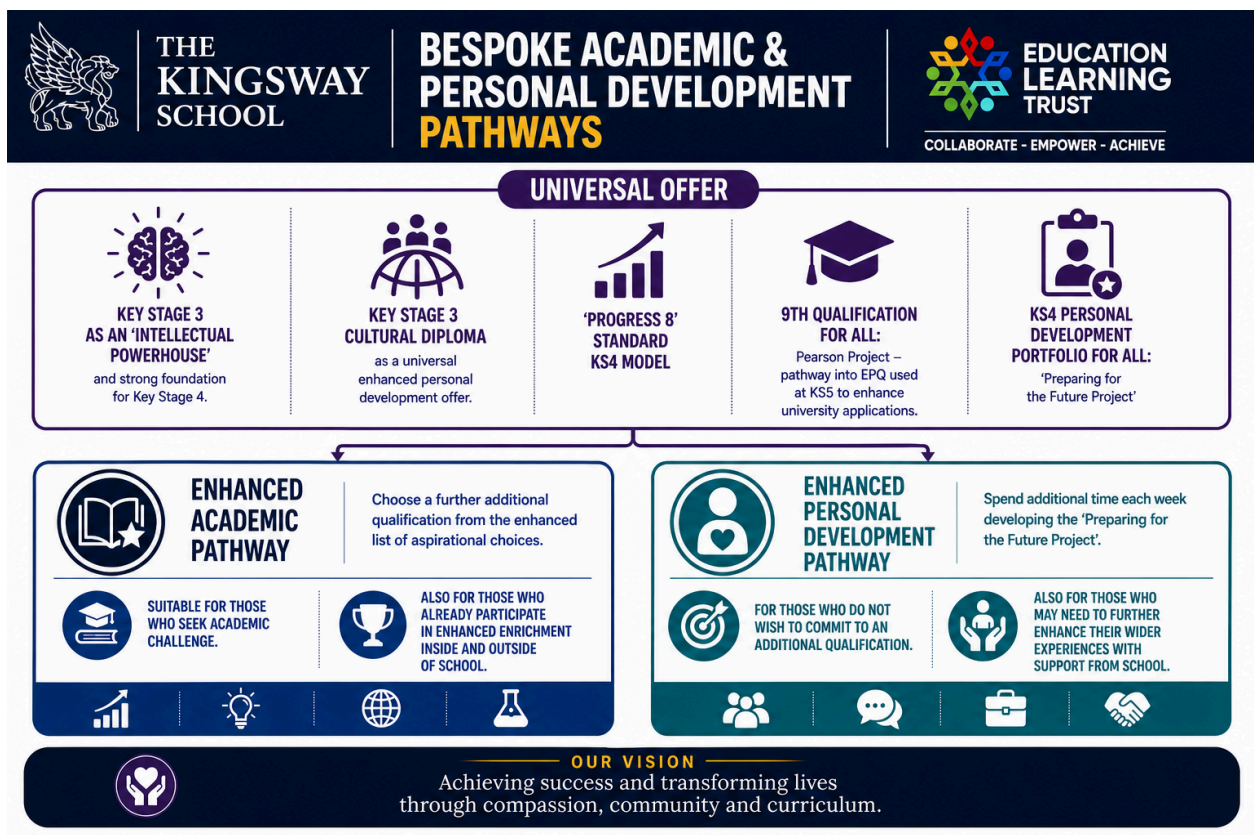 THE
KINGSWAY
SCHOOL
BESPOKE ACADEMIC &
PERSONAL DEVELOPMENT
PATHWAYS
EDUCATION
LEARNING
TRUST
COLLABORATE - EMPOWER - ACHIEVE
UNIVERSAL OFFER
KEY STAGE 3
AS AN ‘INTELLECTUAL
POWERHOUSE’
and strong foundation
for Key Stage 4.
KEY STAGE 3
CULTURAL DIPLOMA
as a universal
enhanced personal
development offer.
‘PROGRESS 8’
STANDARD
KS4 MODEL
9TH QUALIFICATION
FOR ALL:
Pearson Project –
pathway into EPQ used
at KS5 to enhance
university applications.
KS4 PERSONAL
DEVELOPMENT
PORTFOLIO FOR ALL:
‘Preparing for
the Future Project’
ENHANCED
ACADEMIC
PATHWAY
Choose a further additional
qualification from the enhanced
list of aspirational choices.
SUITABLE FOR THOSE
WHO SEEK ACADEMIC
CHALLENGE.
ALSO FOR THOSE WHO
ALREADY PARTICIPATE
IN ENHANCED ENRICHMENT
INSIDE AND OUTSIDE
OF SCHOOL.
ENHANCED
PERSONAL
DEVELOPMENT
PATHWAY
Spend additional time each week
developing the ‘Preparing for
the Future Project’.
FOR THOSE WHO DO NOT
WISH TO COMMIT TO AN
ADDITIONAL QUALIFICATION.
ALSO FOR THOSE WHO
MAY NEED TO FURTHER
ENHANCE THEIR WIDER
EXPERIENCES WITH
SUPPORT FROM SCHOOL.
OUR VISION
Achieving success and transforming lives
through compassion, community and curriculum.